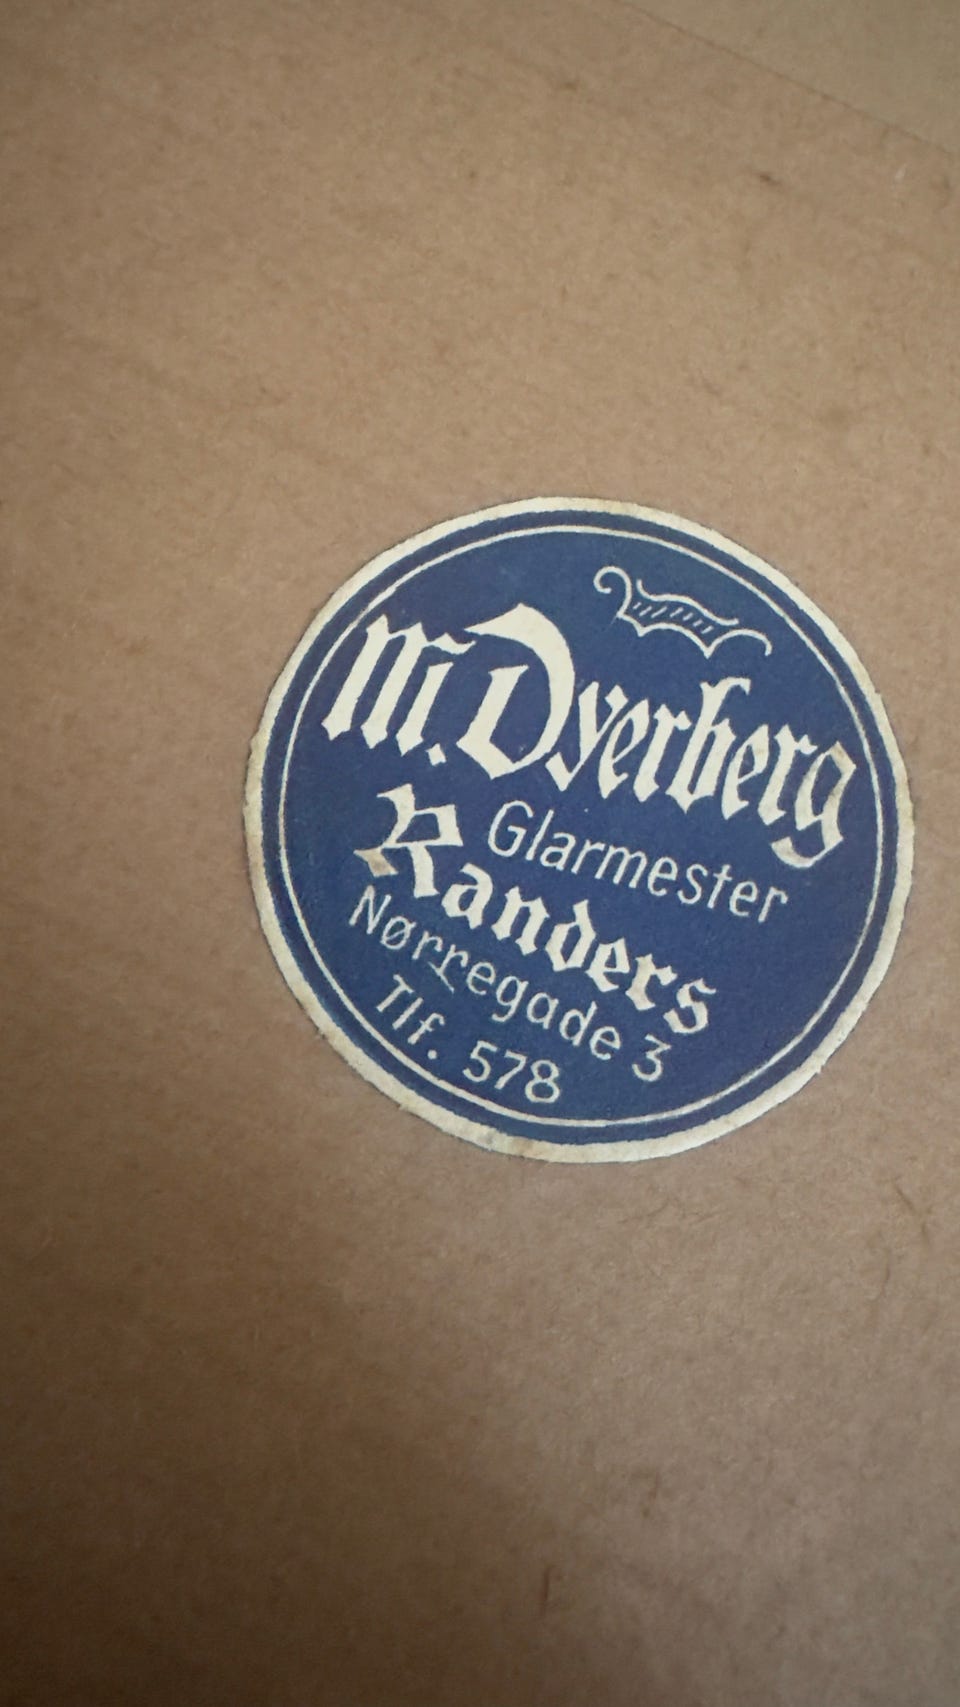 M. Dyerberg
Glarmester
Randers
Nørregade 3
Tlf. 578